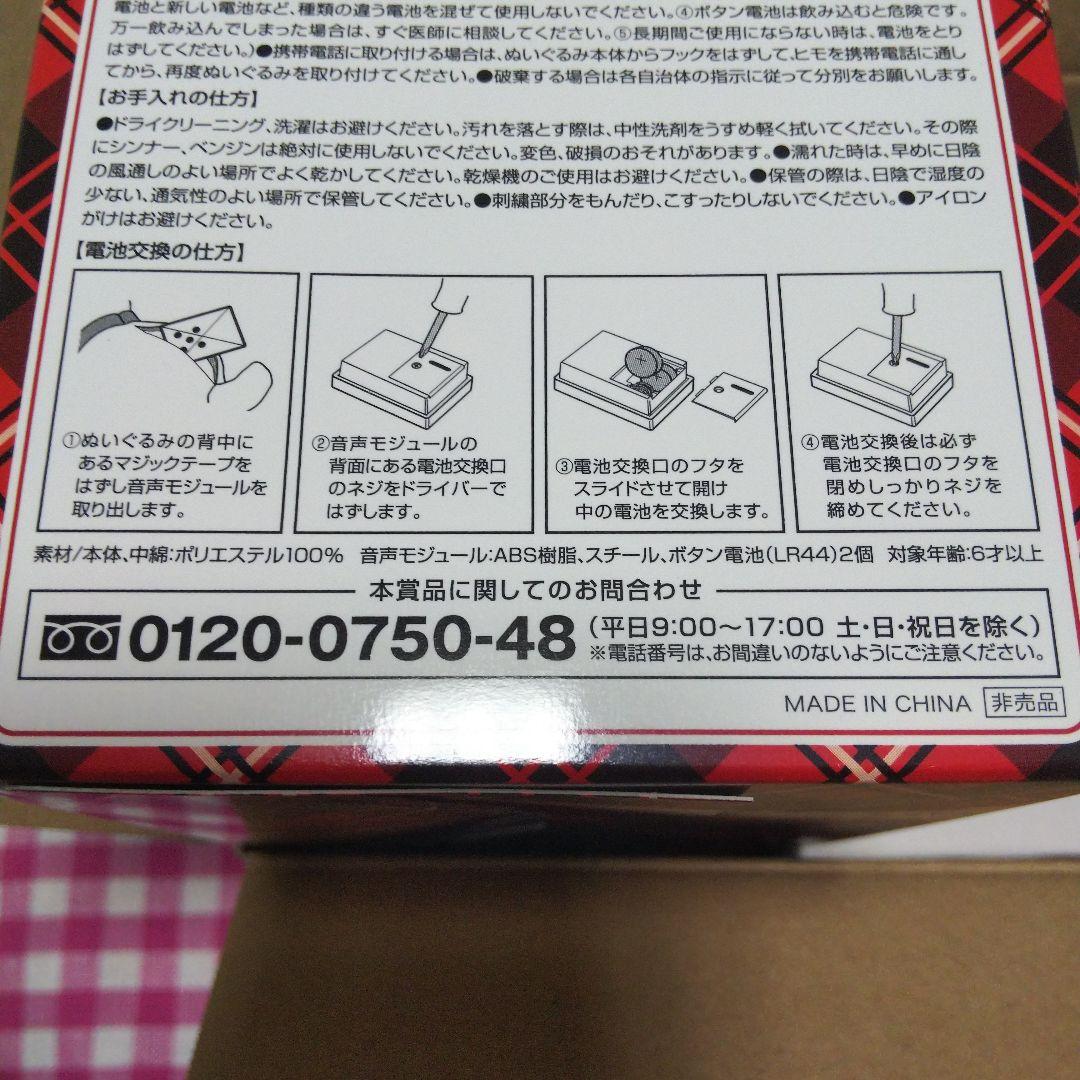 電池と新しい電池など、種類の違う電池を混ぜて使用しないでください。④ボタン電池は飲み込むと危険です。
万一飲み込んでしまった場合は、すぐ医師に相談してください。⑤長期間ご使用にならない時は、電池をとり
はずしてください。)●携帯電話に取り付ける場合は、ぬいぐるみ本体からフックをはずして、ヒモを携帯電話に通し
てから、再度ぬいぐるみを取り付けてください。●破棄する場合は各自治体の指示に従って分別をお願いします。
【お手入れの仕方】
●ドライクリーニング、洗濯はお避けください。汚れを落とす際は、中性洗剤をうすめ軽く拭いてください。その際
にシンナー、ベンジンは絶対に使用しないでください。変色、破損のおそれがあります。●濡れた時は、早めに日陰
の風通しのよい場所でよく乾かしてください。乾燥機のご使用はお避けください。●保管の際は、日陰で湿度の
少ない、通気性のよい場所で保管してください。●刺繍部分をもんだり、こすったりしないでください。●アイロン
がけはお避けください。
【電池交換の仕方】
①ぬいぐるみの背中に
あるマジックテープを
はずし音声モジュールを
取り出します。
②音声モジュールの
背面にある電池交換口
のネジをドライバーで
はずします。
③電池交換口のフタを
スライドさせて開け
中の電池を交換します。
④電池交換後は必ず
電池交換口のフタを
閉めしっかりネジを
締めてください。
素材/本体、中綿:ポリエステル100% 音声モジュール:ABS樹脂、スチール、ボタン電池(LR44)2個 対象年齢:6才以上
本賞品に関してのお問合わせ
0120-0750-48 (平日9:00〜17:00 土・日・祝日を除く)
※電話番号は、お間違いのないようにご注意ください。
MADE IN CHINA 非売品